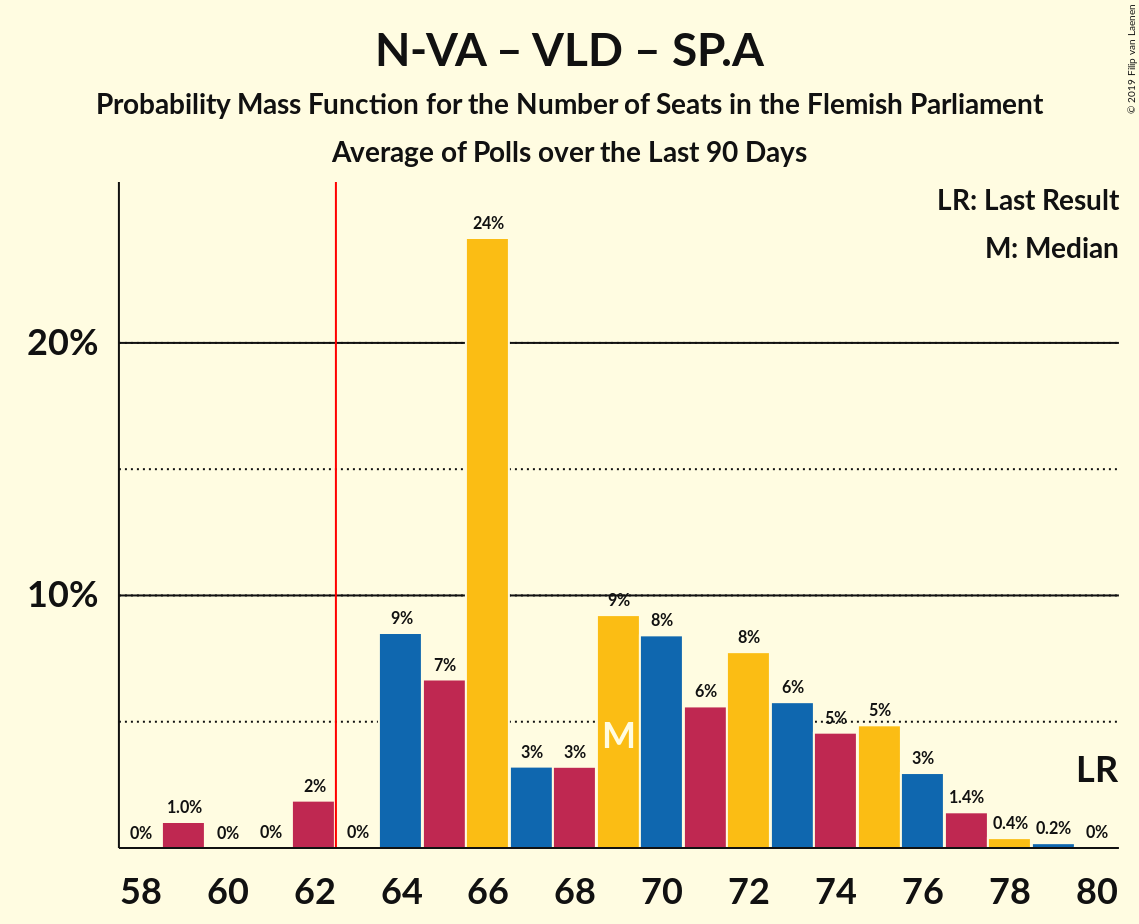 N-VA – VLD – SP.A
Probability Mass Function for the Number of Seats in the Flemish Parliament
Average of Polls over the Last 90 Days
© 2019 Filip van Laenen
LR: Last Result
M: Median
20%
10%
0%
1.0%
0%
0%
2%
0%
9%
7%
24%
3%
3%
9%
8%
6%
8%
6%
5%
5%
3%
1.4%
0.4%
0.2%
0%
M
LR
58 60 62 64 66 68 70 72 74 76 78 80